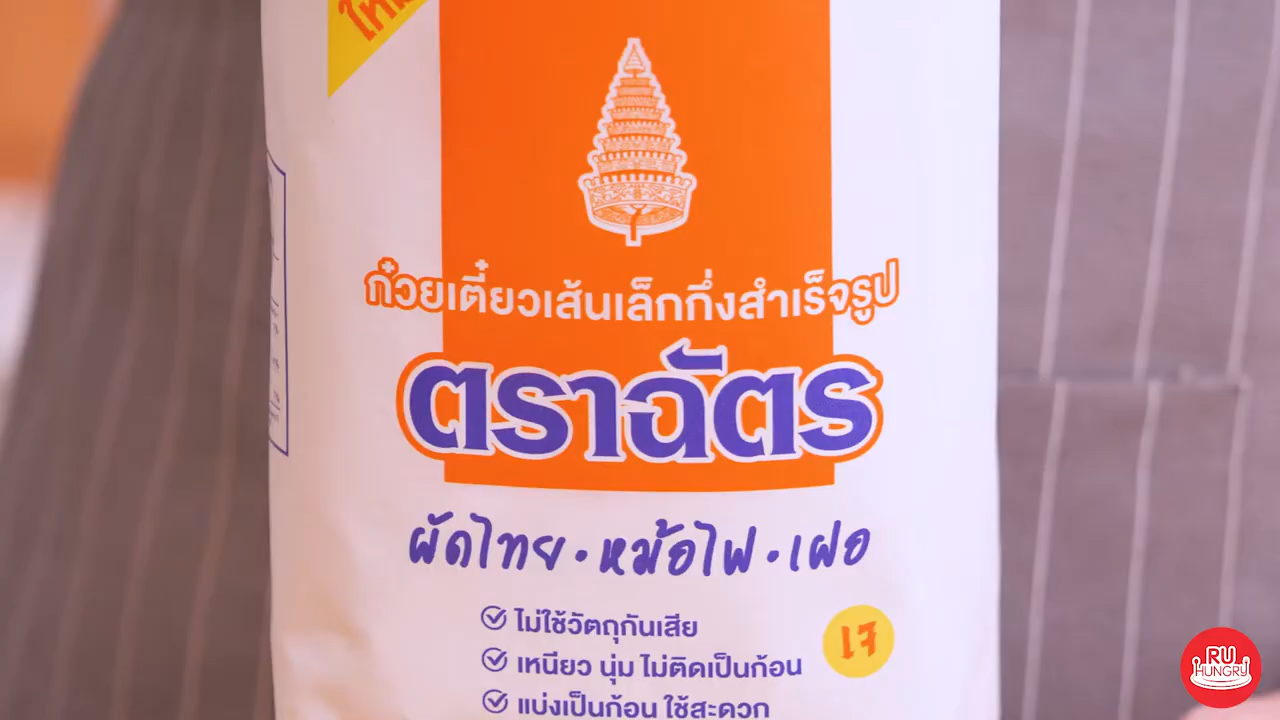 ใหม่
ก๋วยเตี๋ยวเส้นเล็กกึ่งสำเร็จรูป
ตราฉัตร
ผัดไทย • หม้อไฟ • เฝอ
ไม่ใช้วัตถุกันเสีย
เหนียว นุ่ม ไม่ติดเป็นก้อน
แบ่งเป็นก้อน ใช้สะดวก
เจ
RU
HUNGRY